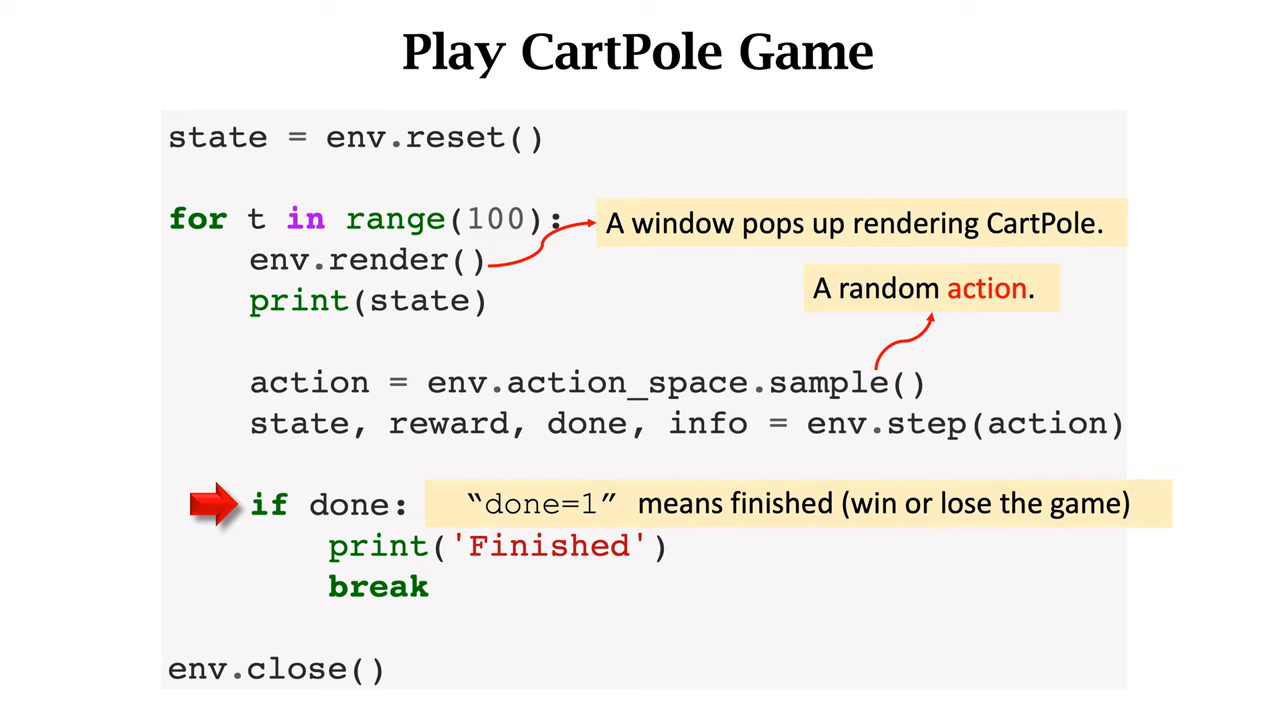 Play CartPole Game
state = env.reset()
for t in range(100):
A window pops up rendering CartPole.
env.render()
print(state)
A random action.
action = env.action_space.sample()
state, reward, done, info = env.step(action)
if done:
“done=1” means finished (win or lose the game)
print('Finished')
break
env.close()